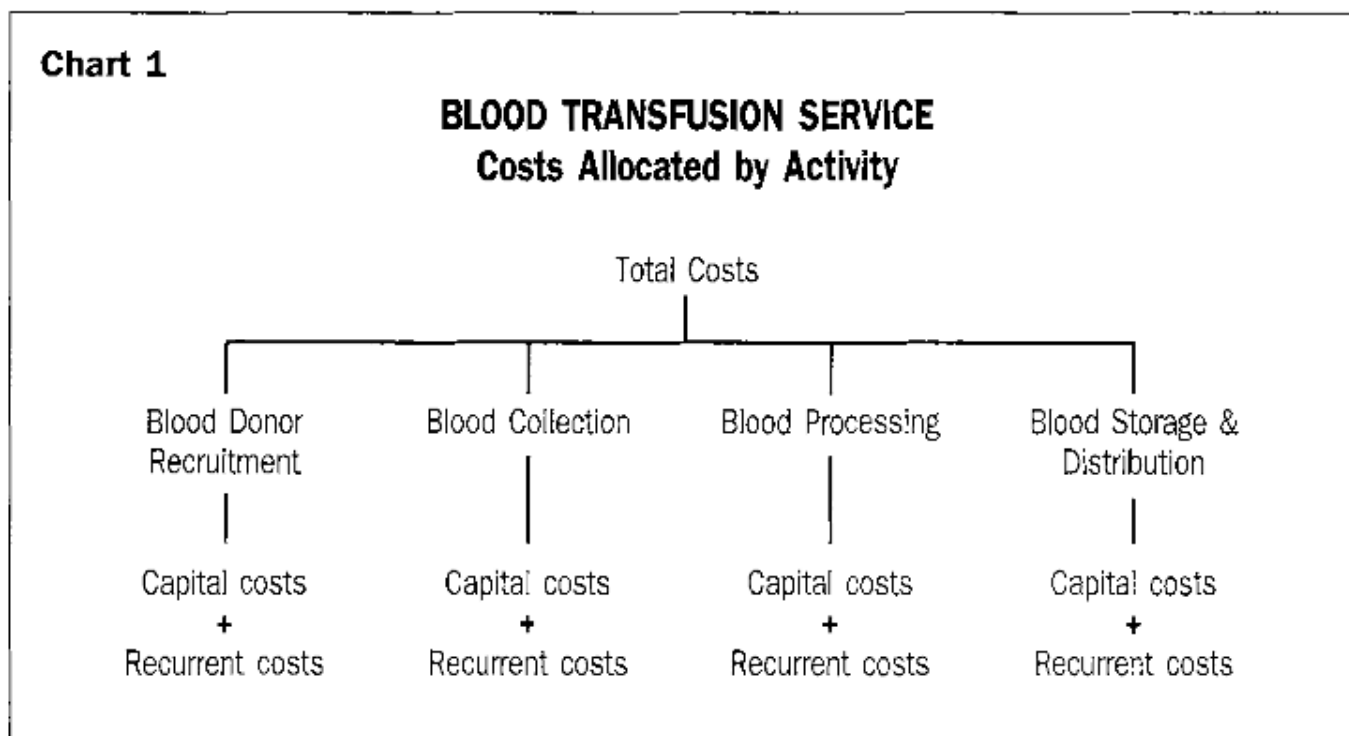 Chart 1
BLOOD TRANSFUSION SERVICE
Costs Allocated by Activity
Total Costs
Blood Donor
Recruitment
Blood Collection
Blood Processing
Blood Storage &
Distribution
Capital costs
+
Recurrent costs
Capital costs
+
Recurrent costs
Capital costs
+
Recurrent costs
Capital costs
+
Recurrent costs